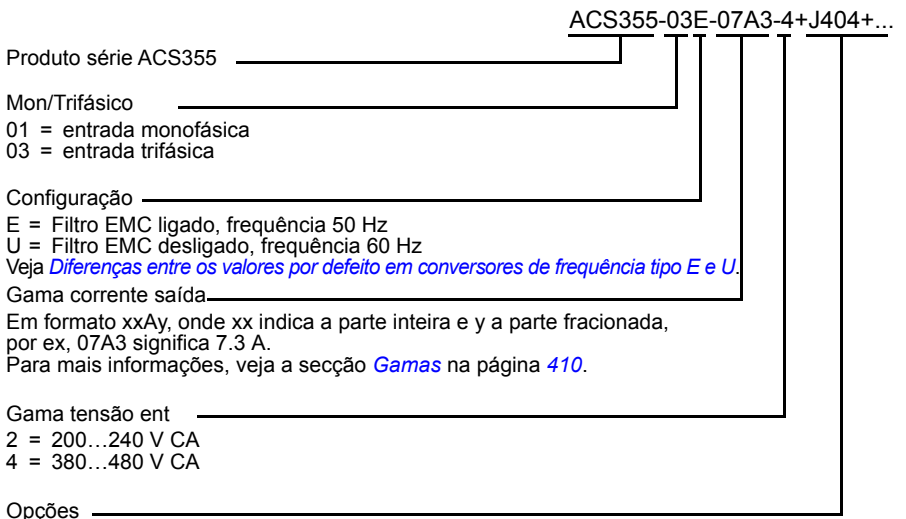 ACS355-03E-07A3-4+J404+...
Produto série ACS355
Mon/Trifásico
01 = entrada monofásica
03 = entrada trifásica
Configuração
E = Filtro EMC ligado, frequência 50 Hz
U = Filtro EMC desligado, frequência 60 Hz
Veja Diferenças entre os valores por defeito em conversores de frequência tipo E e U.
Gama corrente saída
Em formato xxAy, onde xx indica a parte inteira e y a parte fracionada,
por ex, 07A3 significa 7.3 A.
Para mais informações, veja a secção Gamas na página 410.
Gama tensão ent
2 = 200…240 V CA
4 = 380…480 V CA
Opções